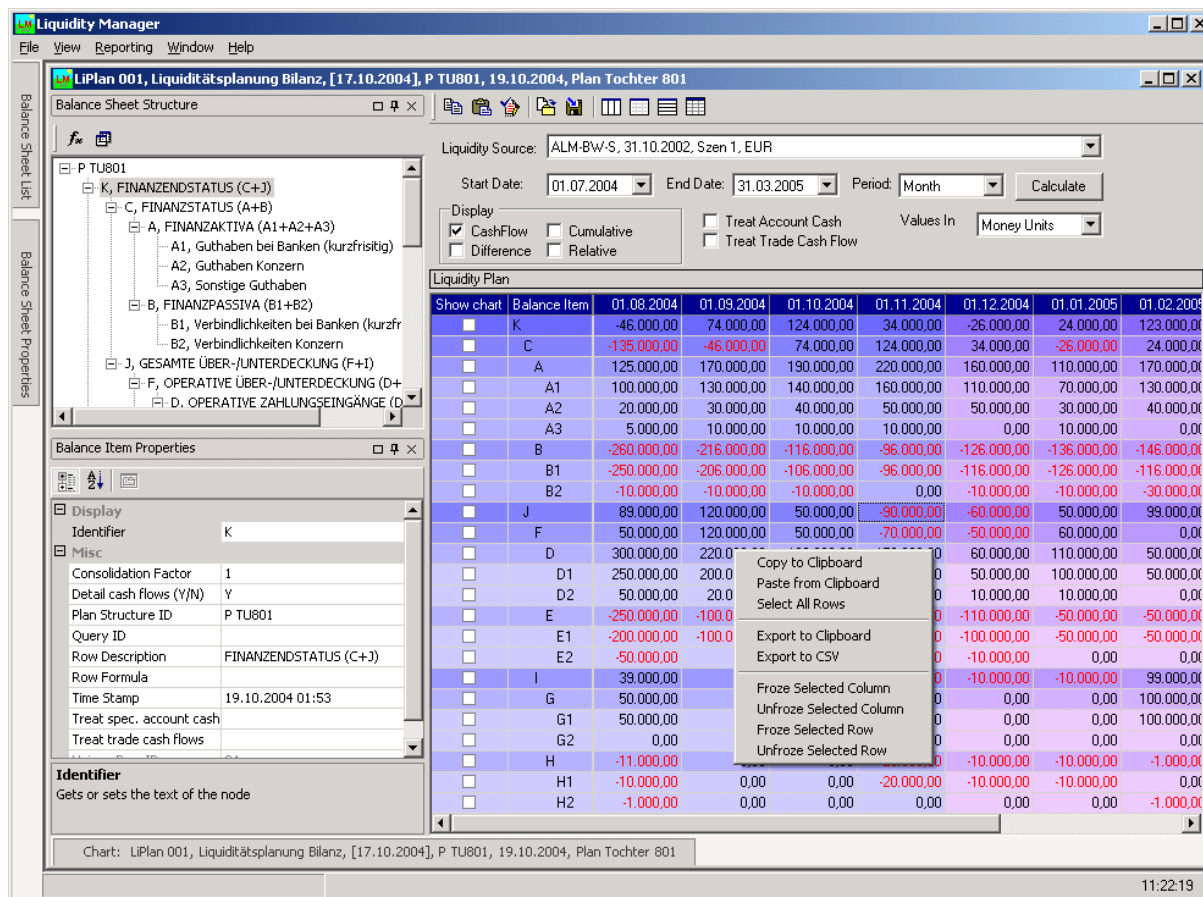 LM Liquidity Manager
File View Reporting Window Help
Balance Sheet List
Balance Sheet Properties
LM LiPlan 001, Liquiditätsplanung Bilanz, [17.10.2004], P TU801, 19.10.2004, Plan Tochter 801
Balance Sheet Structure
P TU801
K, FINANZENDSTATUS (C+J)
C, FINANZSTATUS (A+B)
A, FINANZAKTIVA (A1+A2+A3)
A1, Guthaben bei Banken (kurzfrisitig)
A2, Guthaben Konzern
A3, Sonstige Guthaben
B, FINANZPASSIVA (B1+B2)
B1, Verbindlichkeiten bei Banken (kurzfr
B2, Verbindlichkeiten Konzern
J, GESAMTE ÜBER-/UNTERDECKUNG (F+I)
F, OPERATIVE ÜBER-/UNTERDECKUNG (D+
D, OPERATIVE ZAHLUNGSEINGÄNGE (D
Balance Item Properties
Display
Identifier K
Misc
Consolidation Factor 1
Detail cash flows (Y/N) Y
Plan Structure ID P TU801
Query ID
Row Description FINANZENDSTATUS (C+J)
Row Formula
Time Stamp 19.10.2004 01:53
Treat spec. account cash
Treat trade cash flows
Identifier
Gets or sets the text of the node
Liquidity Source: ALM-BW-S, 31.10.2002, Szen 1, EUR
Start Date: 01.07.2004 End Date: 31.03.2005 Period: Month Calculate
Display
CashFlow Cumulative Treat Account Cash Values In Money Units
Difference Relative Treat Trade Cash Flow
Liquidity Plan
Show chart Balance Item 01.08.2004 01.09.2004 01.10.2004 01.11.2004 01.12.2004 01.01.2005 01.02.2005
K -46.000,00 74.000,00 124.000,00 34.000,00 -26.000,00 24.000,00 123.000,00
C -135.000,00 -46.000,00 74.000,00 124.000,00 34.000,00 -26.000,00 24.000,00
A 125.000,00 170.000,00 190.000,00 220.000,00 160.000,00 110.000,00 170.000,00
A1 100.000,00 130.000,00 140.000,00 160.000,00 110.000,00 70.000,00 130.000,00
A2 20.000,00 30.000,00 40.000,00 50.000,00 50.000,00 30.000,00 40.000,00
A3 5.000,00 10.000,00 10.000,00 10.000,00 0,00 10.000,00 0,00
B -260.000,00 -216.000,00 -116.000,00 -96.000,00 -126.000,00 -136.000,00 -146.000,00
B1 -250.000,00 -206.000,00 -106.000,00 -96.000,00 -116.000,00 -126.000,00 -116.000,00
B2 -10.000,00 -10.000,00 -10.000,00 0,00 -10.000,00 -10.000,00 -30.000,00
J 89.000,00 120.000,00 50.000,00 -90.000,00 -60.000,00 50.000,00 99.000,00
F 50.000,00 120.000,00 50.000,00 -70.000,00 -50.000,00 60.000,00 0,00
D 300.000,00 220.0 60.000,00 110.000,00 50.000,00
D1 250.000,00 200.0 50.000,00 100.000,00 50.000,00
D2 50.000,00 20.0 10.000,00 10.000,00 0,00
E -250.000,00 -100.0 -110.000,00 -50.000,00 -50.000,00
E1 -200.000,00 -100.0 -100.000,00 -50.000,00 -50.000,00
E2 -50.000,00 -10.000,00 0,00 0,00
I 39.000,00 -10.000,00 -10.000,00 99.000,00
G 50.000,00 0,00 0,00 100.000,00
G1 50.000,00 0,00 0,00 100.000,00
G2 0,00 0,00 0,00 0,00
H -11.000,00 -10.000,00 -10.000,00 -1.000,00
H1 -10.000,00 0,00 0,00 -20.000,00 -10.000,00 -10.000,00 0,00
H2 -1.000,00 0,00 0,00 0,00 0,00 0,00 -1.000,00
Copy to Clipboard
Paste from Clipboard
Select All Rows
Export to Clipboard
Export to CSV
Froze Selected Column
Unfroze Selected Column
Froze Selected Row
Unfroze Selected Row
Chart: LiPlan 001, Liquiditätsplanung Bilanz, [17.10.2004], P TU801, 19.10.2004, Plan Tochter 801
11:22:19